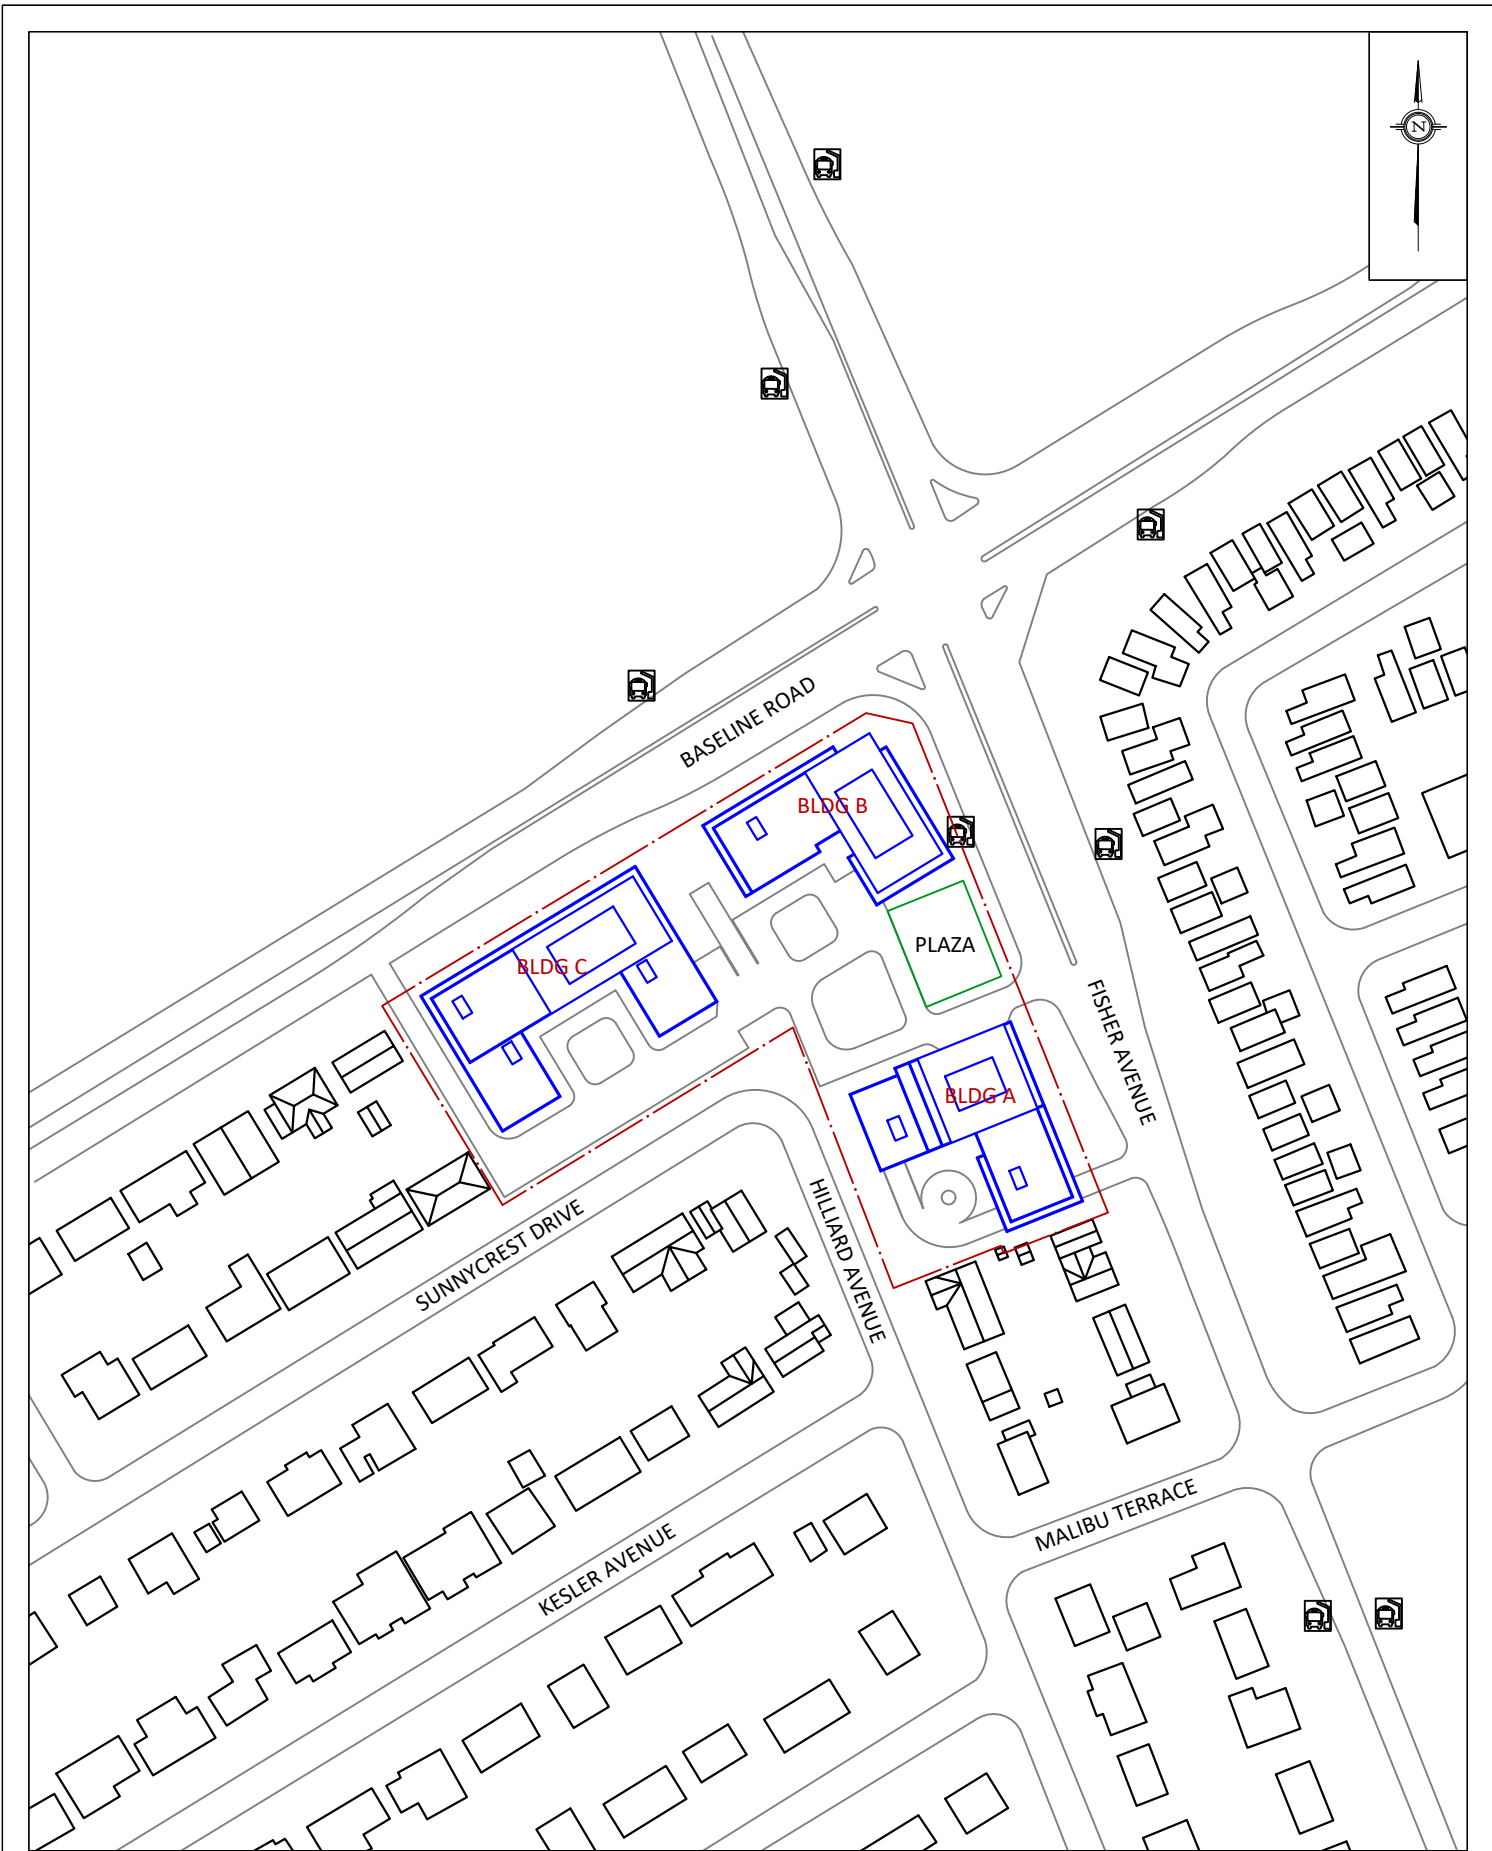 N
BASELINE ROAD
BLDG B
PLAZA
BLDG C
FISHER AVENUE
BLDG A
HILLIARD AVENUE
SUNNYCREST DRIVE
MALIBU TERRACE
KESLER AVENUE